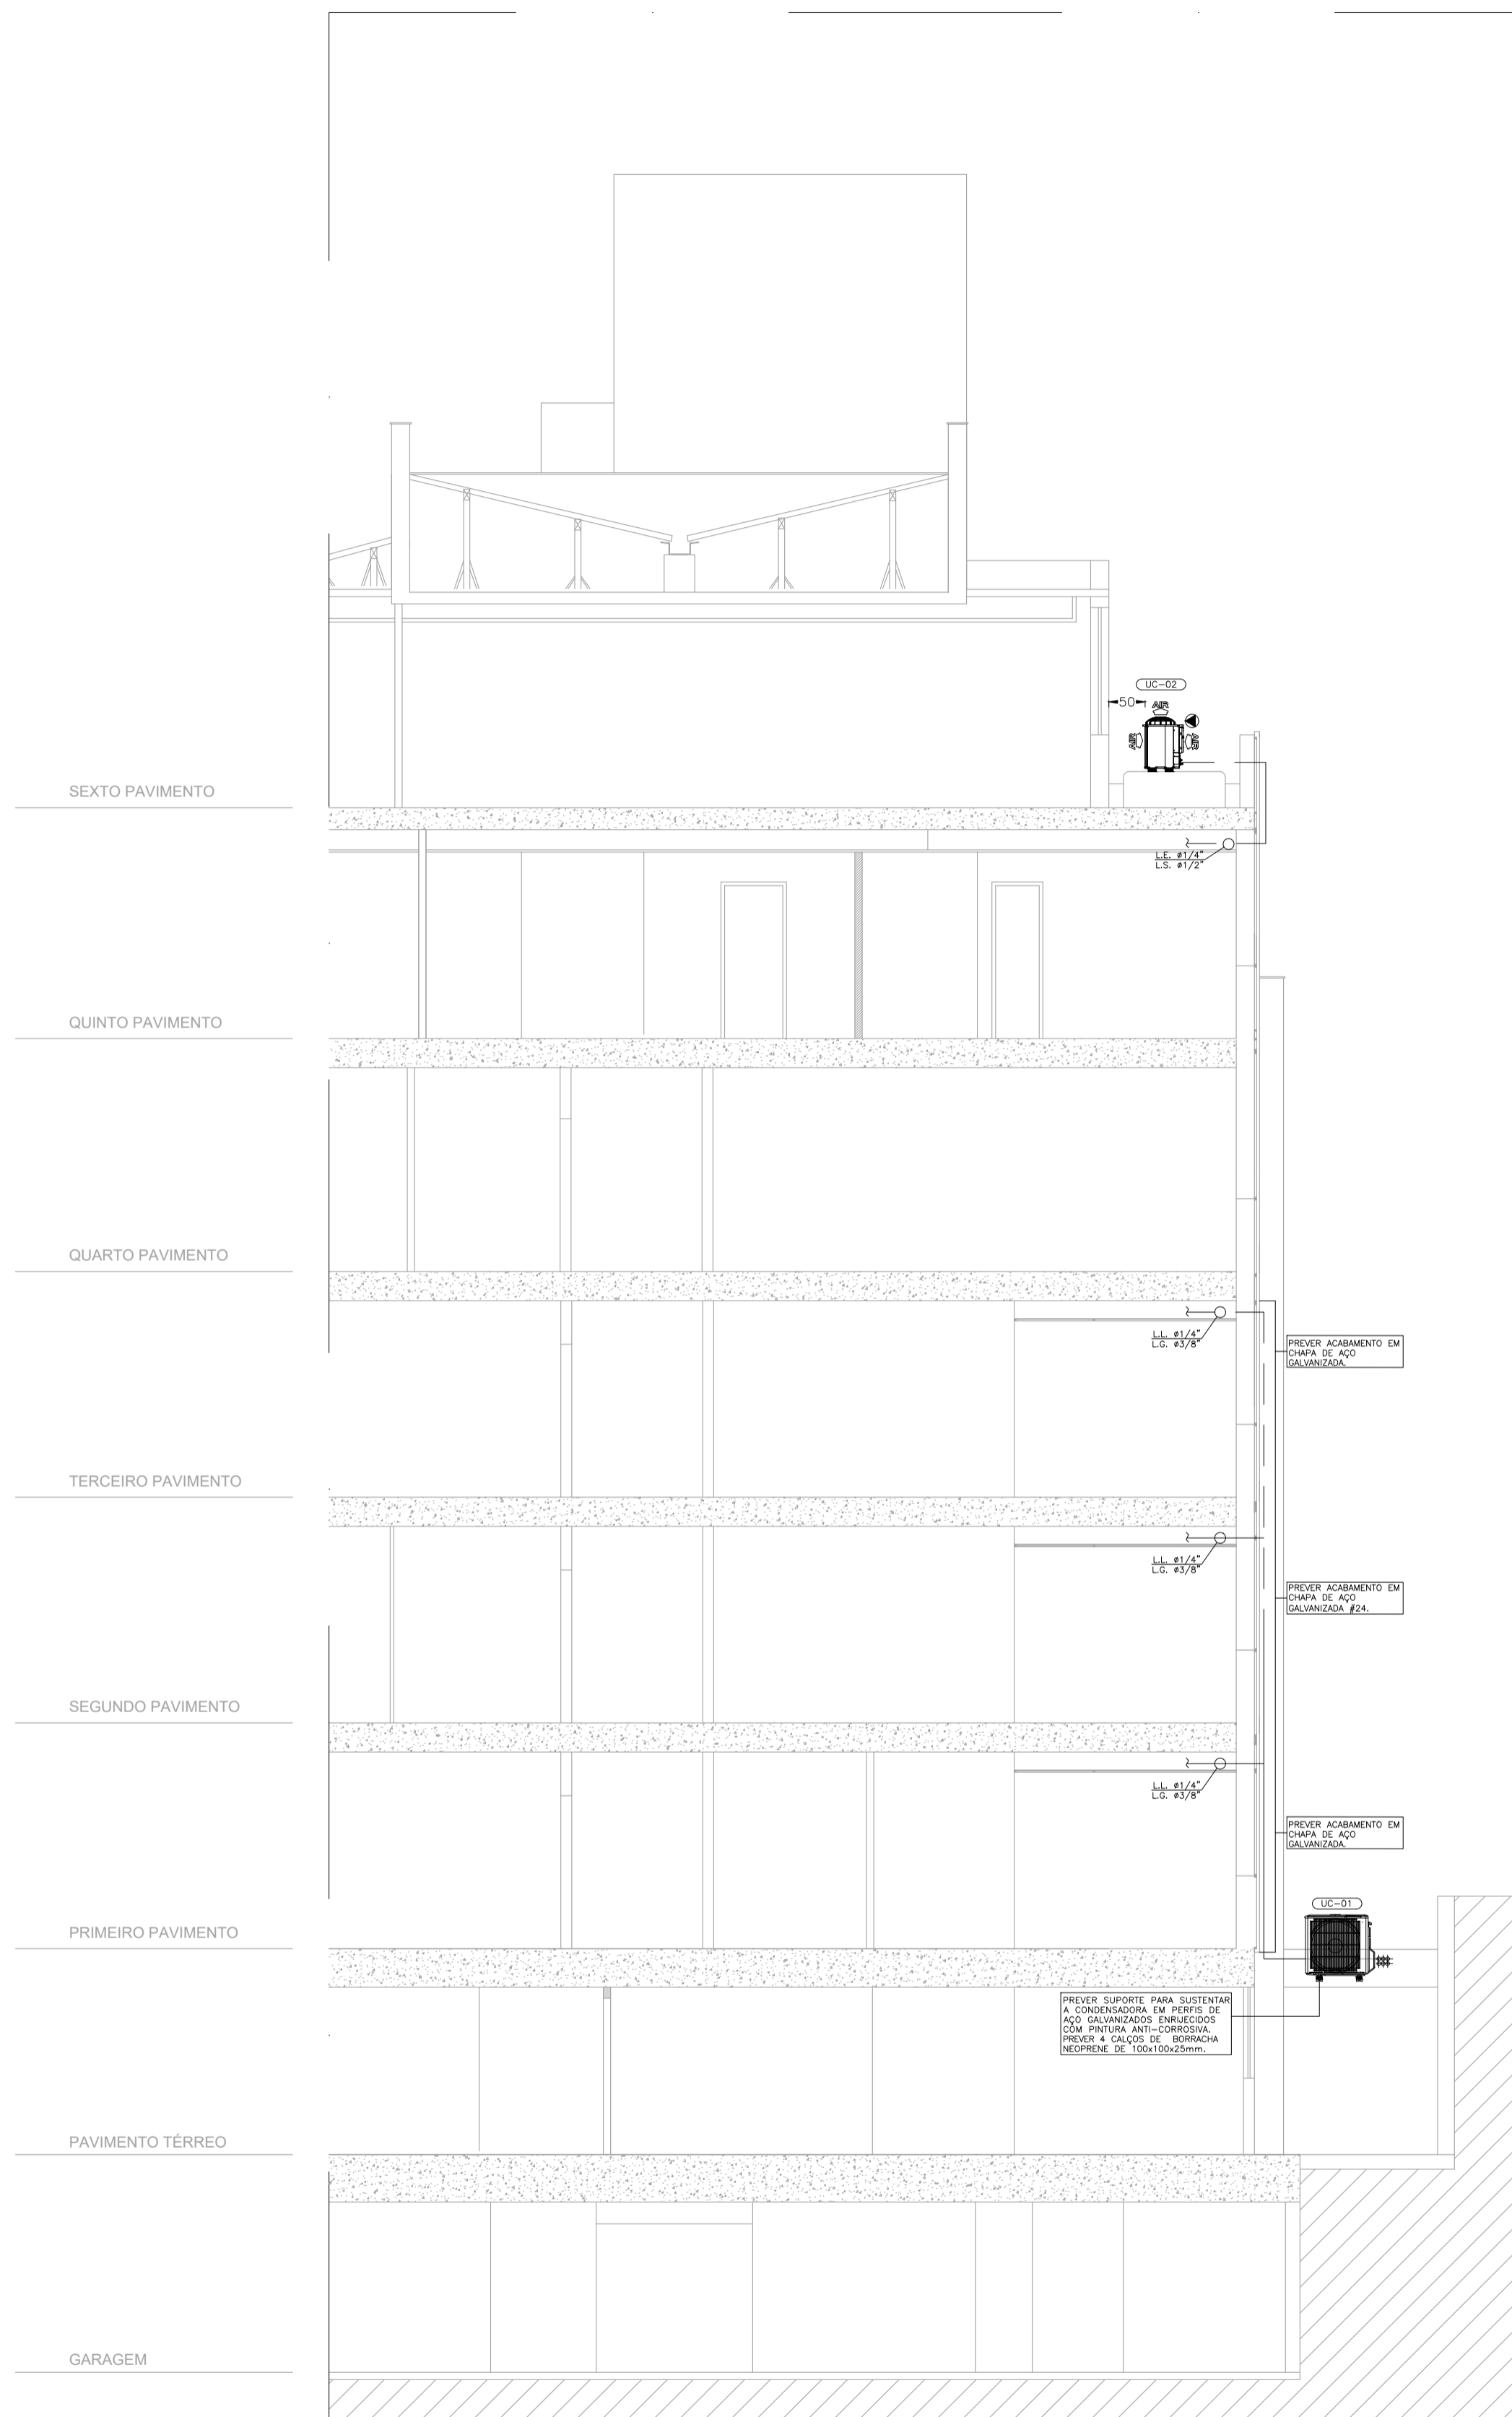 UC-02
50
AIR
AIR
AIR
SEXTO PAVIMENTO
L.E. ø1/4"
L.S. ø1/2"
QUINTO PAVIMENTO
QUARTO PAVIMENTO
L.L. ø1/4"
L.G. ø3/8"
PREVER ACABAMENTO EM
CHAPA DE AÇO
GALVANIZADA.
TERCEIRO PAVIMENTO
L.L. ø1/4"
L.G. ø3/8"
PREVER ACABAMENTO EM
CHAPA DE AÇO
GALVANIZADA #24.
SEGUNDO PAVIMENTO
L.L. ø1/4"
L.G. ø3/8"
PREVER ACABAMENTO EM
CHAPA DE AÇO
GALVANIZADA.
UC-01
PRIMEIRO PAVIMENTO
PREVER SUPORTE PARA SUSTENTAR
A CONDENSADORA EM PERFIS DE
AÇO GALVANIZADOS ENRIJECIDOS
COM PINTURA ANTI-CORROSIVA.
PREVER 4 CALÇOS DE BORRACHA
NEOPRENE DE 100x100x25mm.
PAVIMENTO TÉRREO
GARAGEM